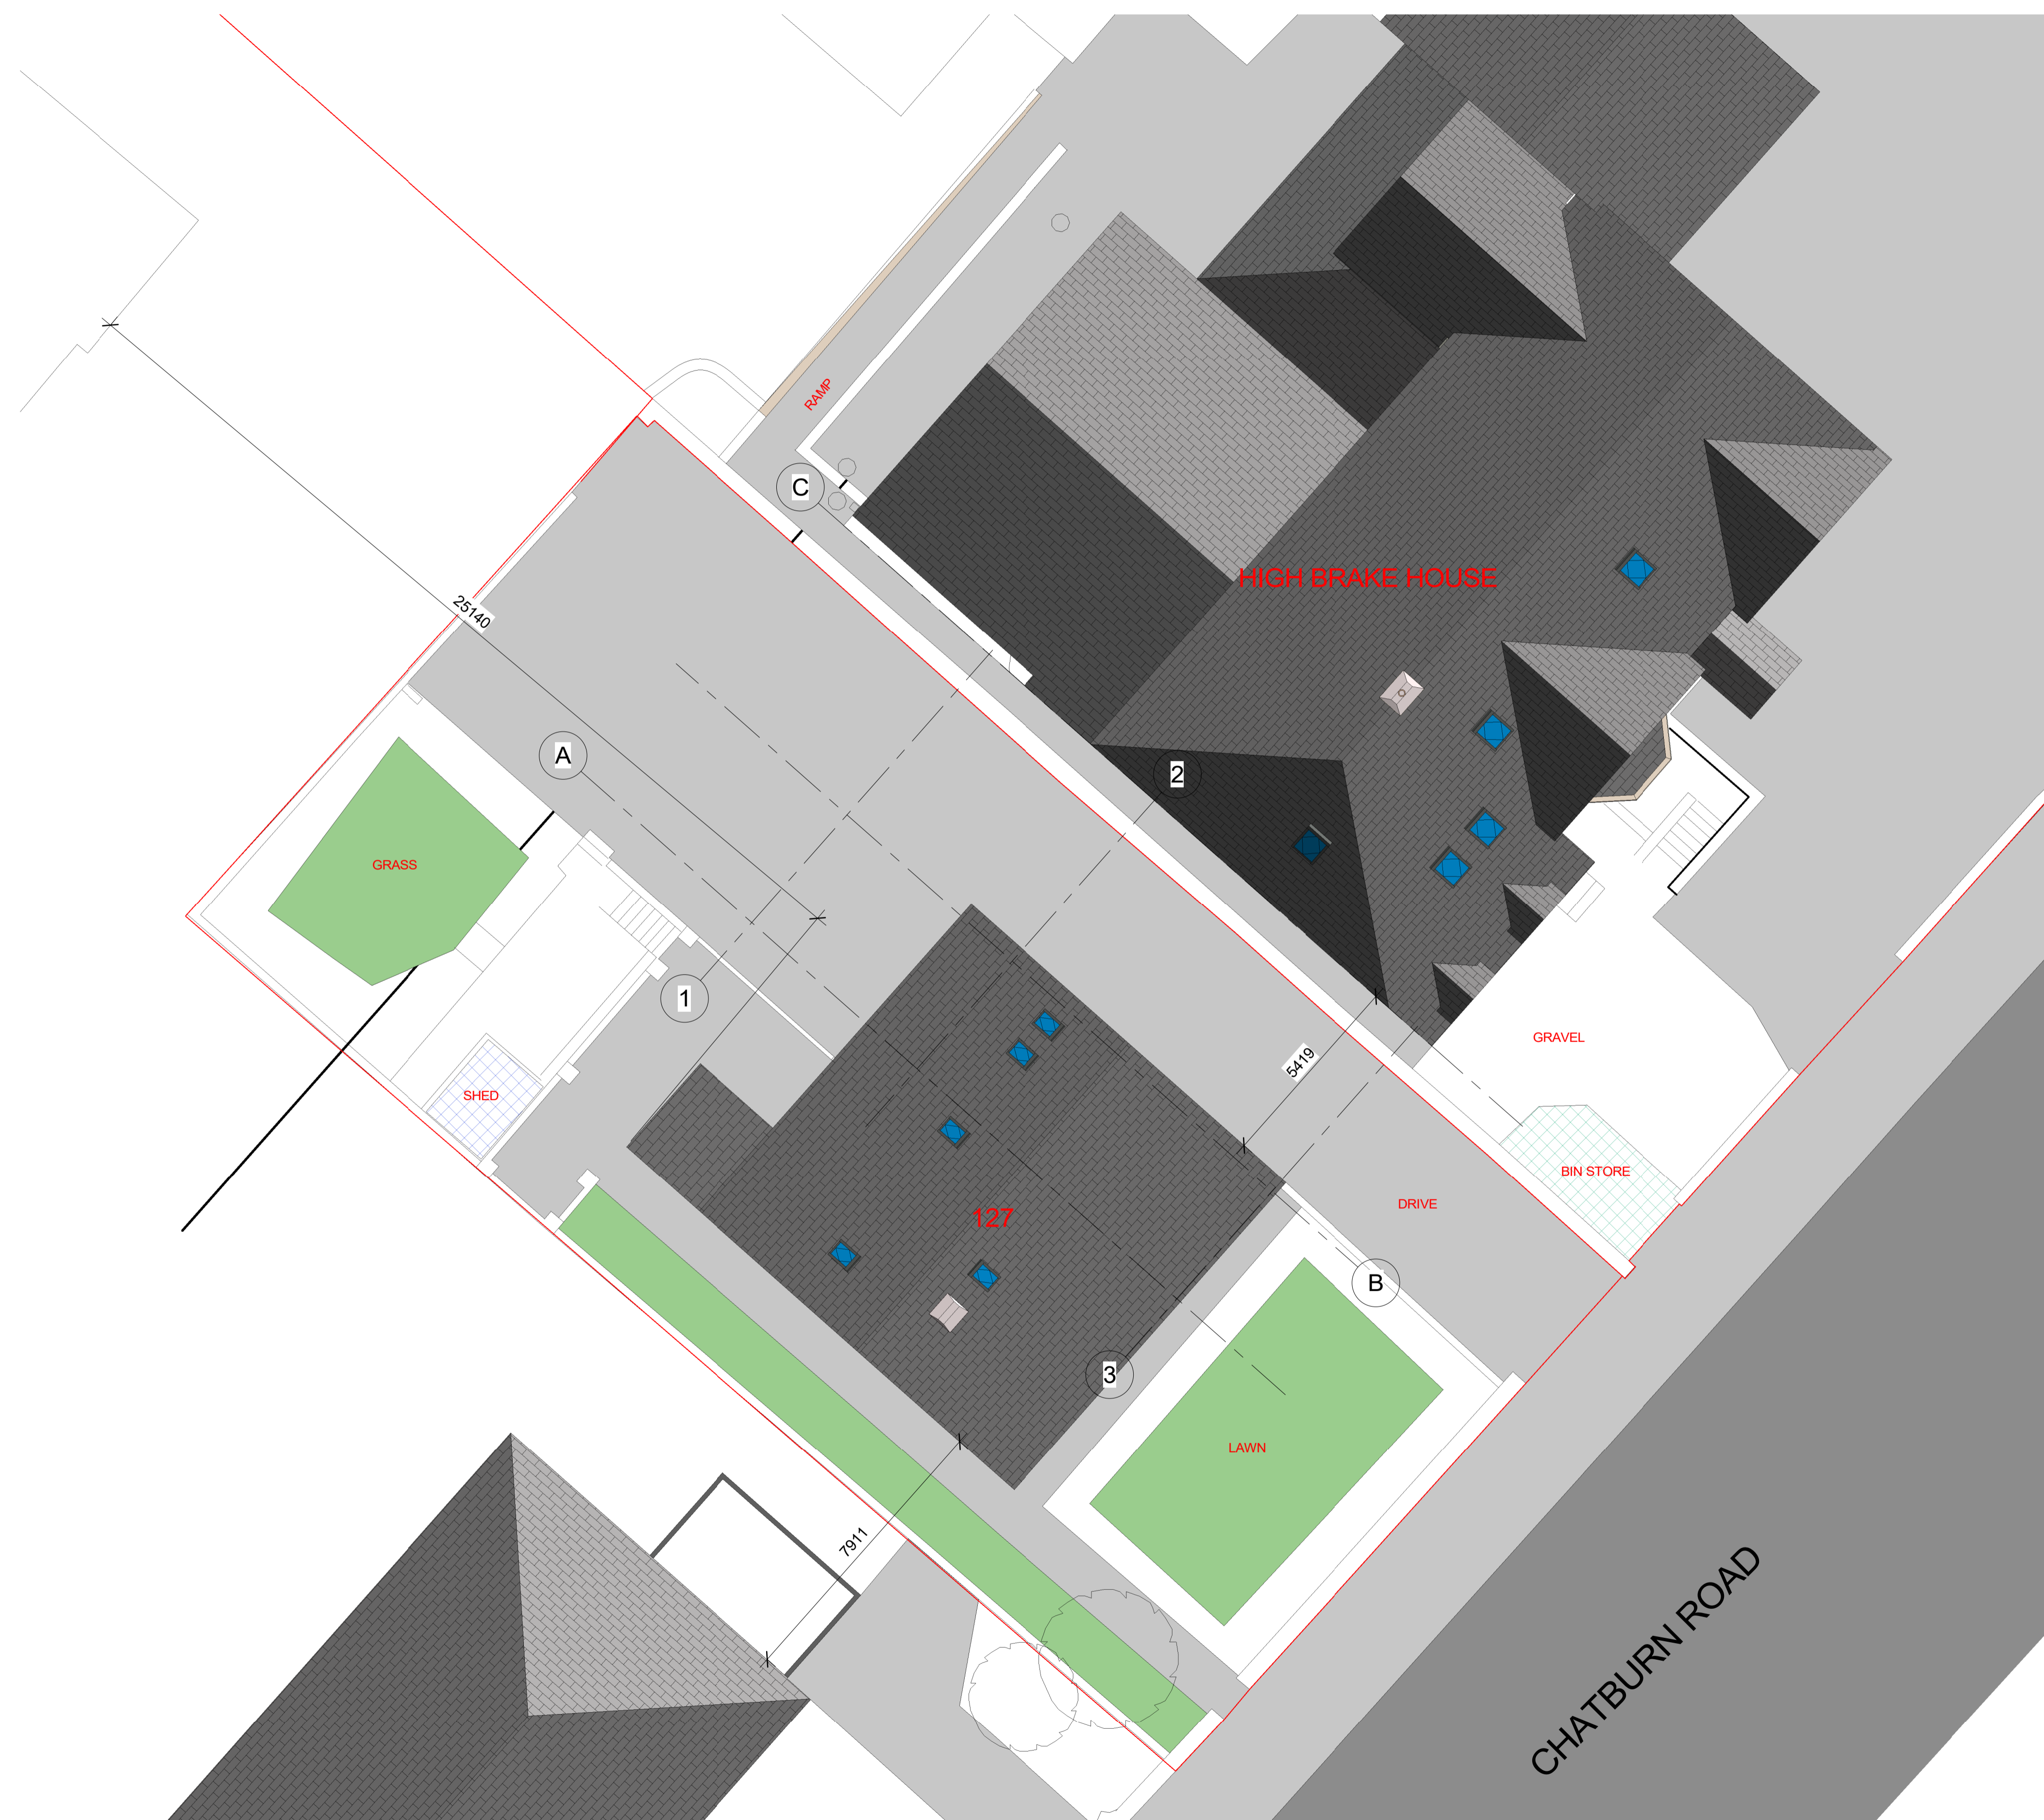 RAMP
C
HIGH BRAKE HOUSE
25140
A
2
GRASS
1
GRAVEL
5419
SHED
BIN STORE
DRIVE
127
B
3
LAWN
7911
CHATBURN ROAD